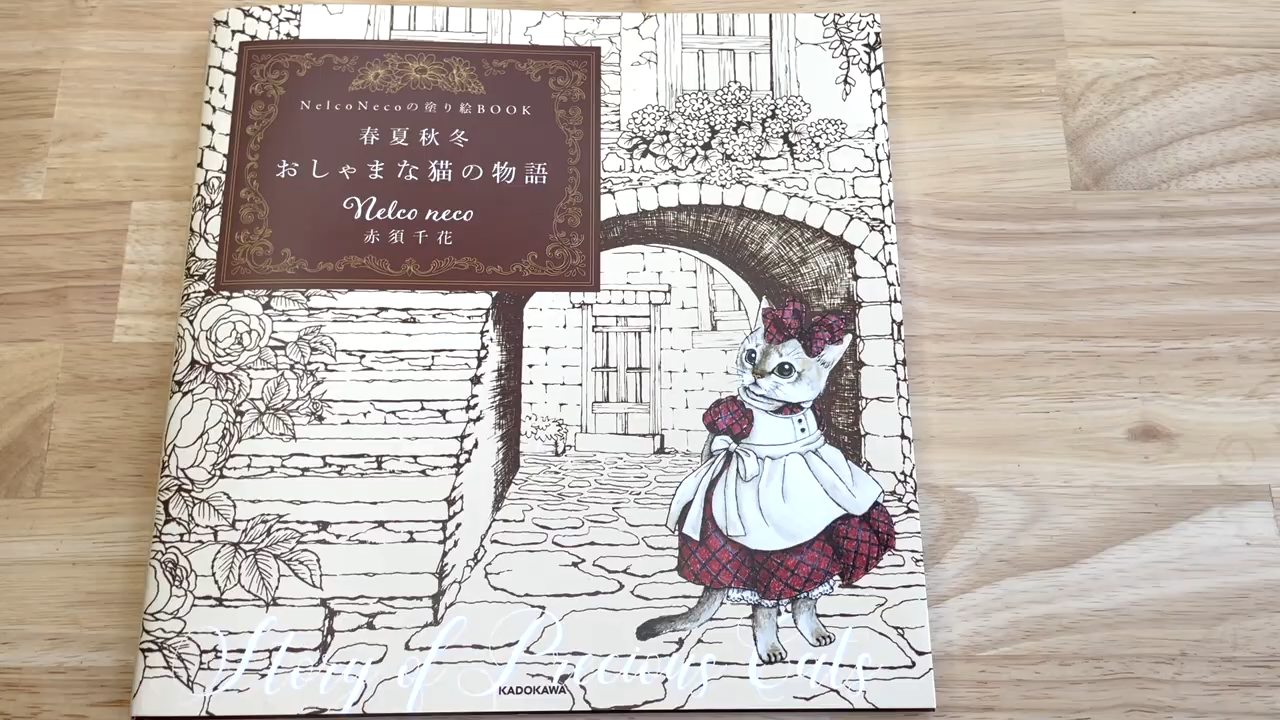 NelcoNecoの塗り絵BOOK
春夏秋冬
おしゃまな猫の物語
Nelco neco
赤須千花
Story of Precious Cats
KADOKAWA